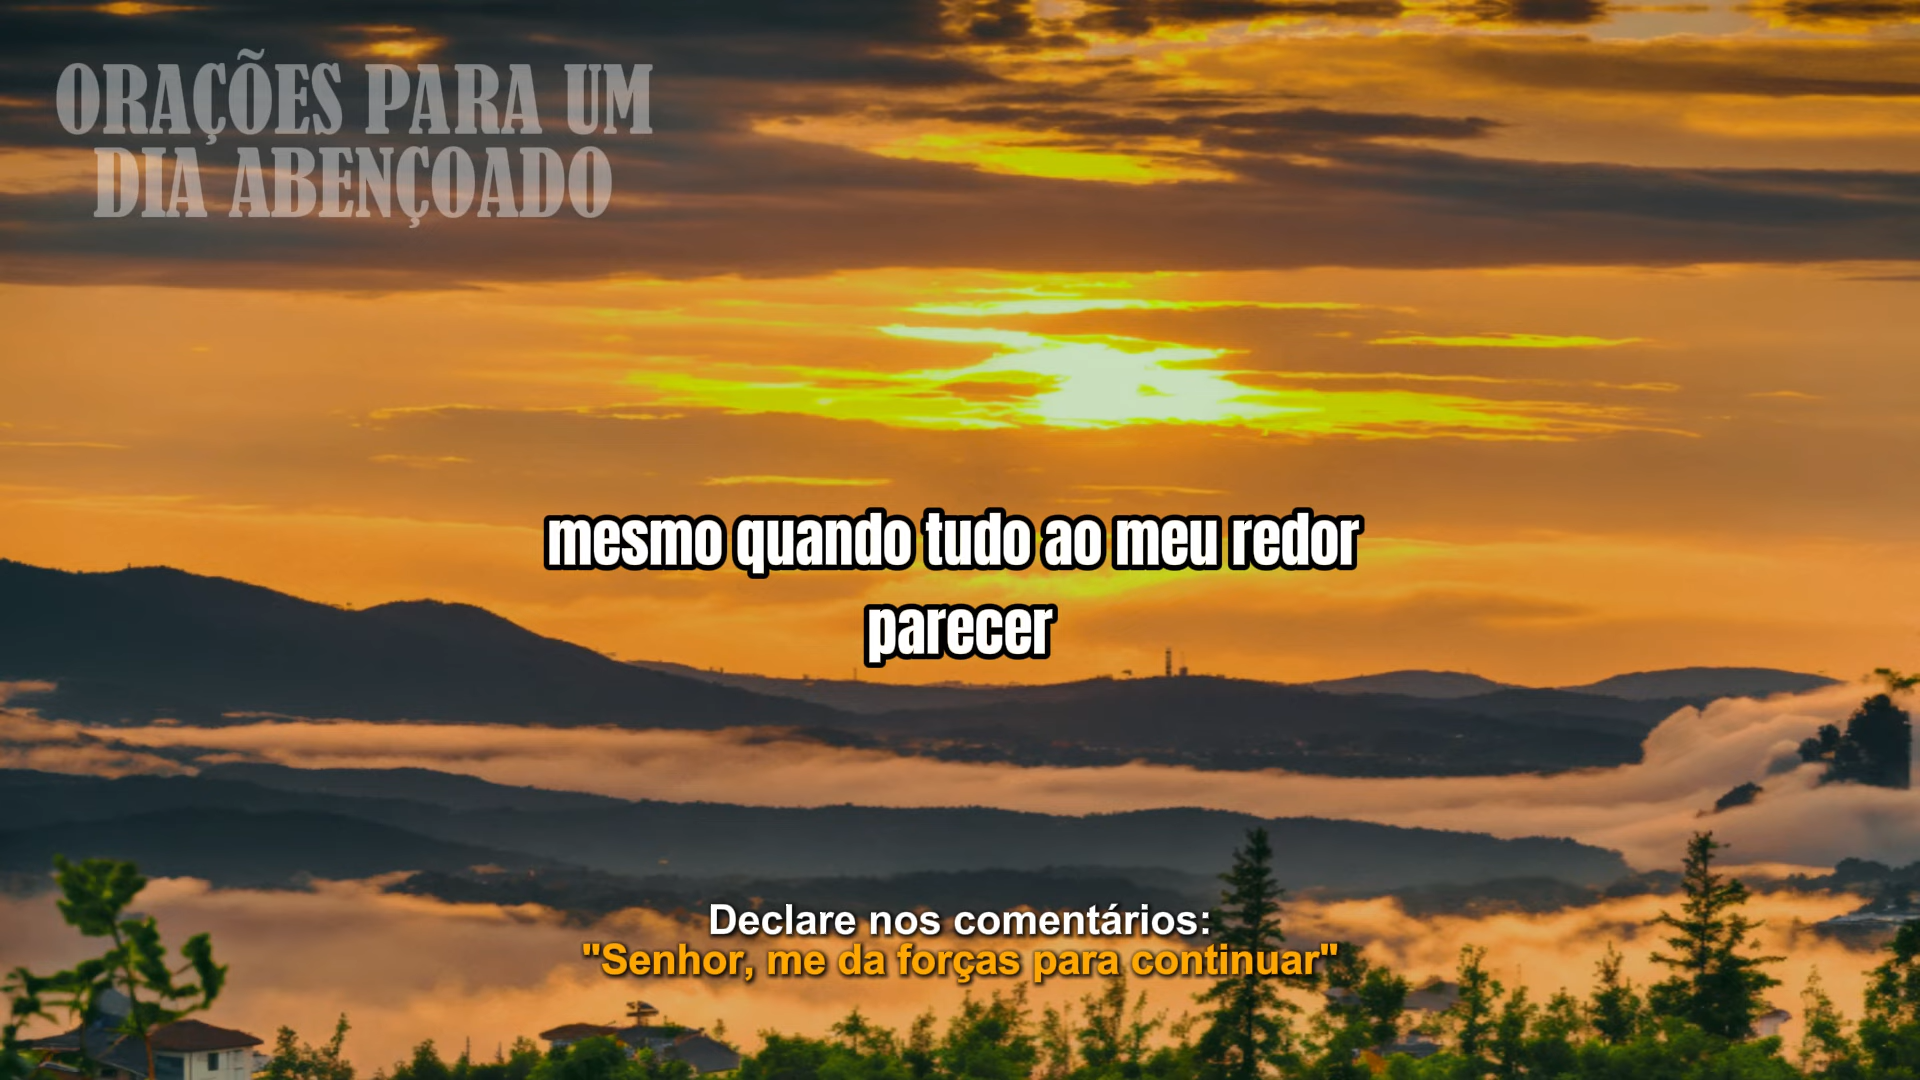 ORAÇÕES PARA UM
DIA ABENÇOADO
mesmo quando tudo ao meu redor
parecer
Declare nos comentários:
"Senhor, me da forças para continuar"